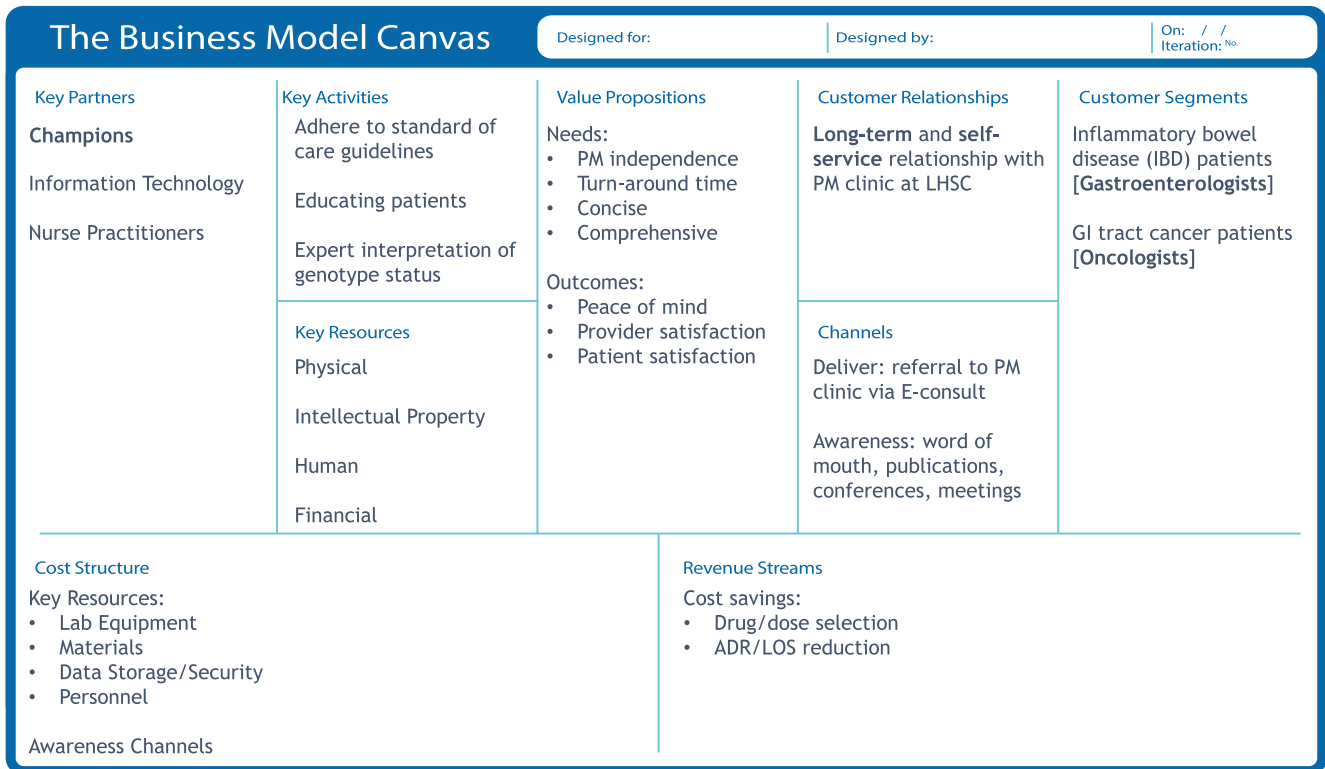 The Business Model Canvas
Designed for:
Designed by:
On: / /
Iteration: No.
Key Partners
Champions
Information Technology
Nurse Practitioners
Key Activities
Adhere to standard of
care guidelines
Educating patients
Expert interpretation of
genotype status
Key Resources
Physical
Intellectual Property
Human
Financial
Value Propositions
Needs:
• PM independence
• Turn-around time
• Concise
• Comprehensive
Outcomes:
• Peace of mind
• Provider satisfaction
• Patient satisfaction
Customer Relationships
Long-term and self-
service relationship with
PM clinic at LHSC
Channels
Deliver: referral to PM
clinic via E-consult
Awareness: word of
mouth, publications,
conferences, meetings
Customer Segments
Inflammatory bowel
disease (IBD) patients
[Gastroenterologists]
GI tract cancer patients
[Oncologists]
Cost Structure
Key Resources:
• Lab Equipment
• Materials
• Data Storage/Security
• Personnel
Awareness Channels
Revenue Streams
Cost savings:
• Drug/dose selection
• ADR/LOS reduction